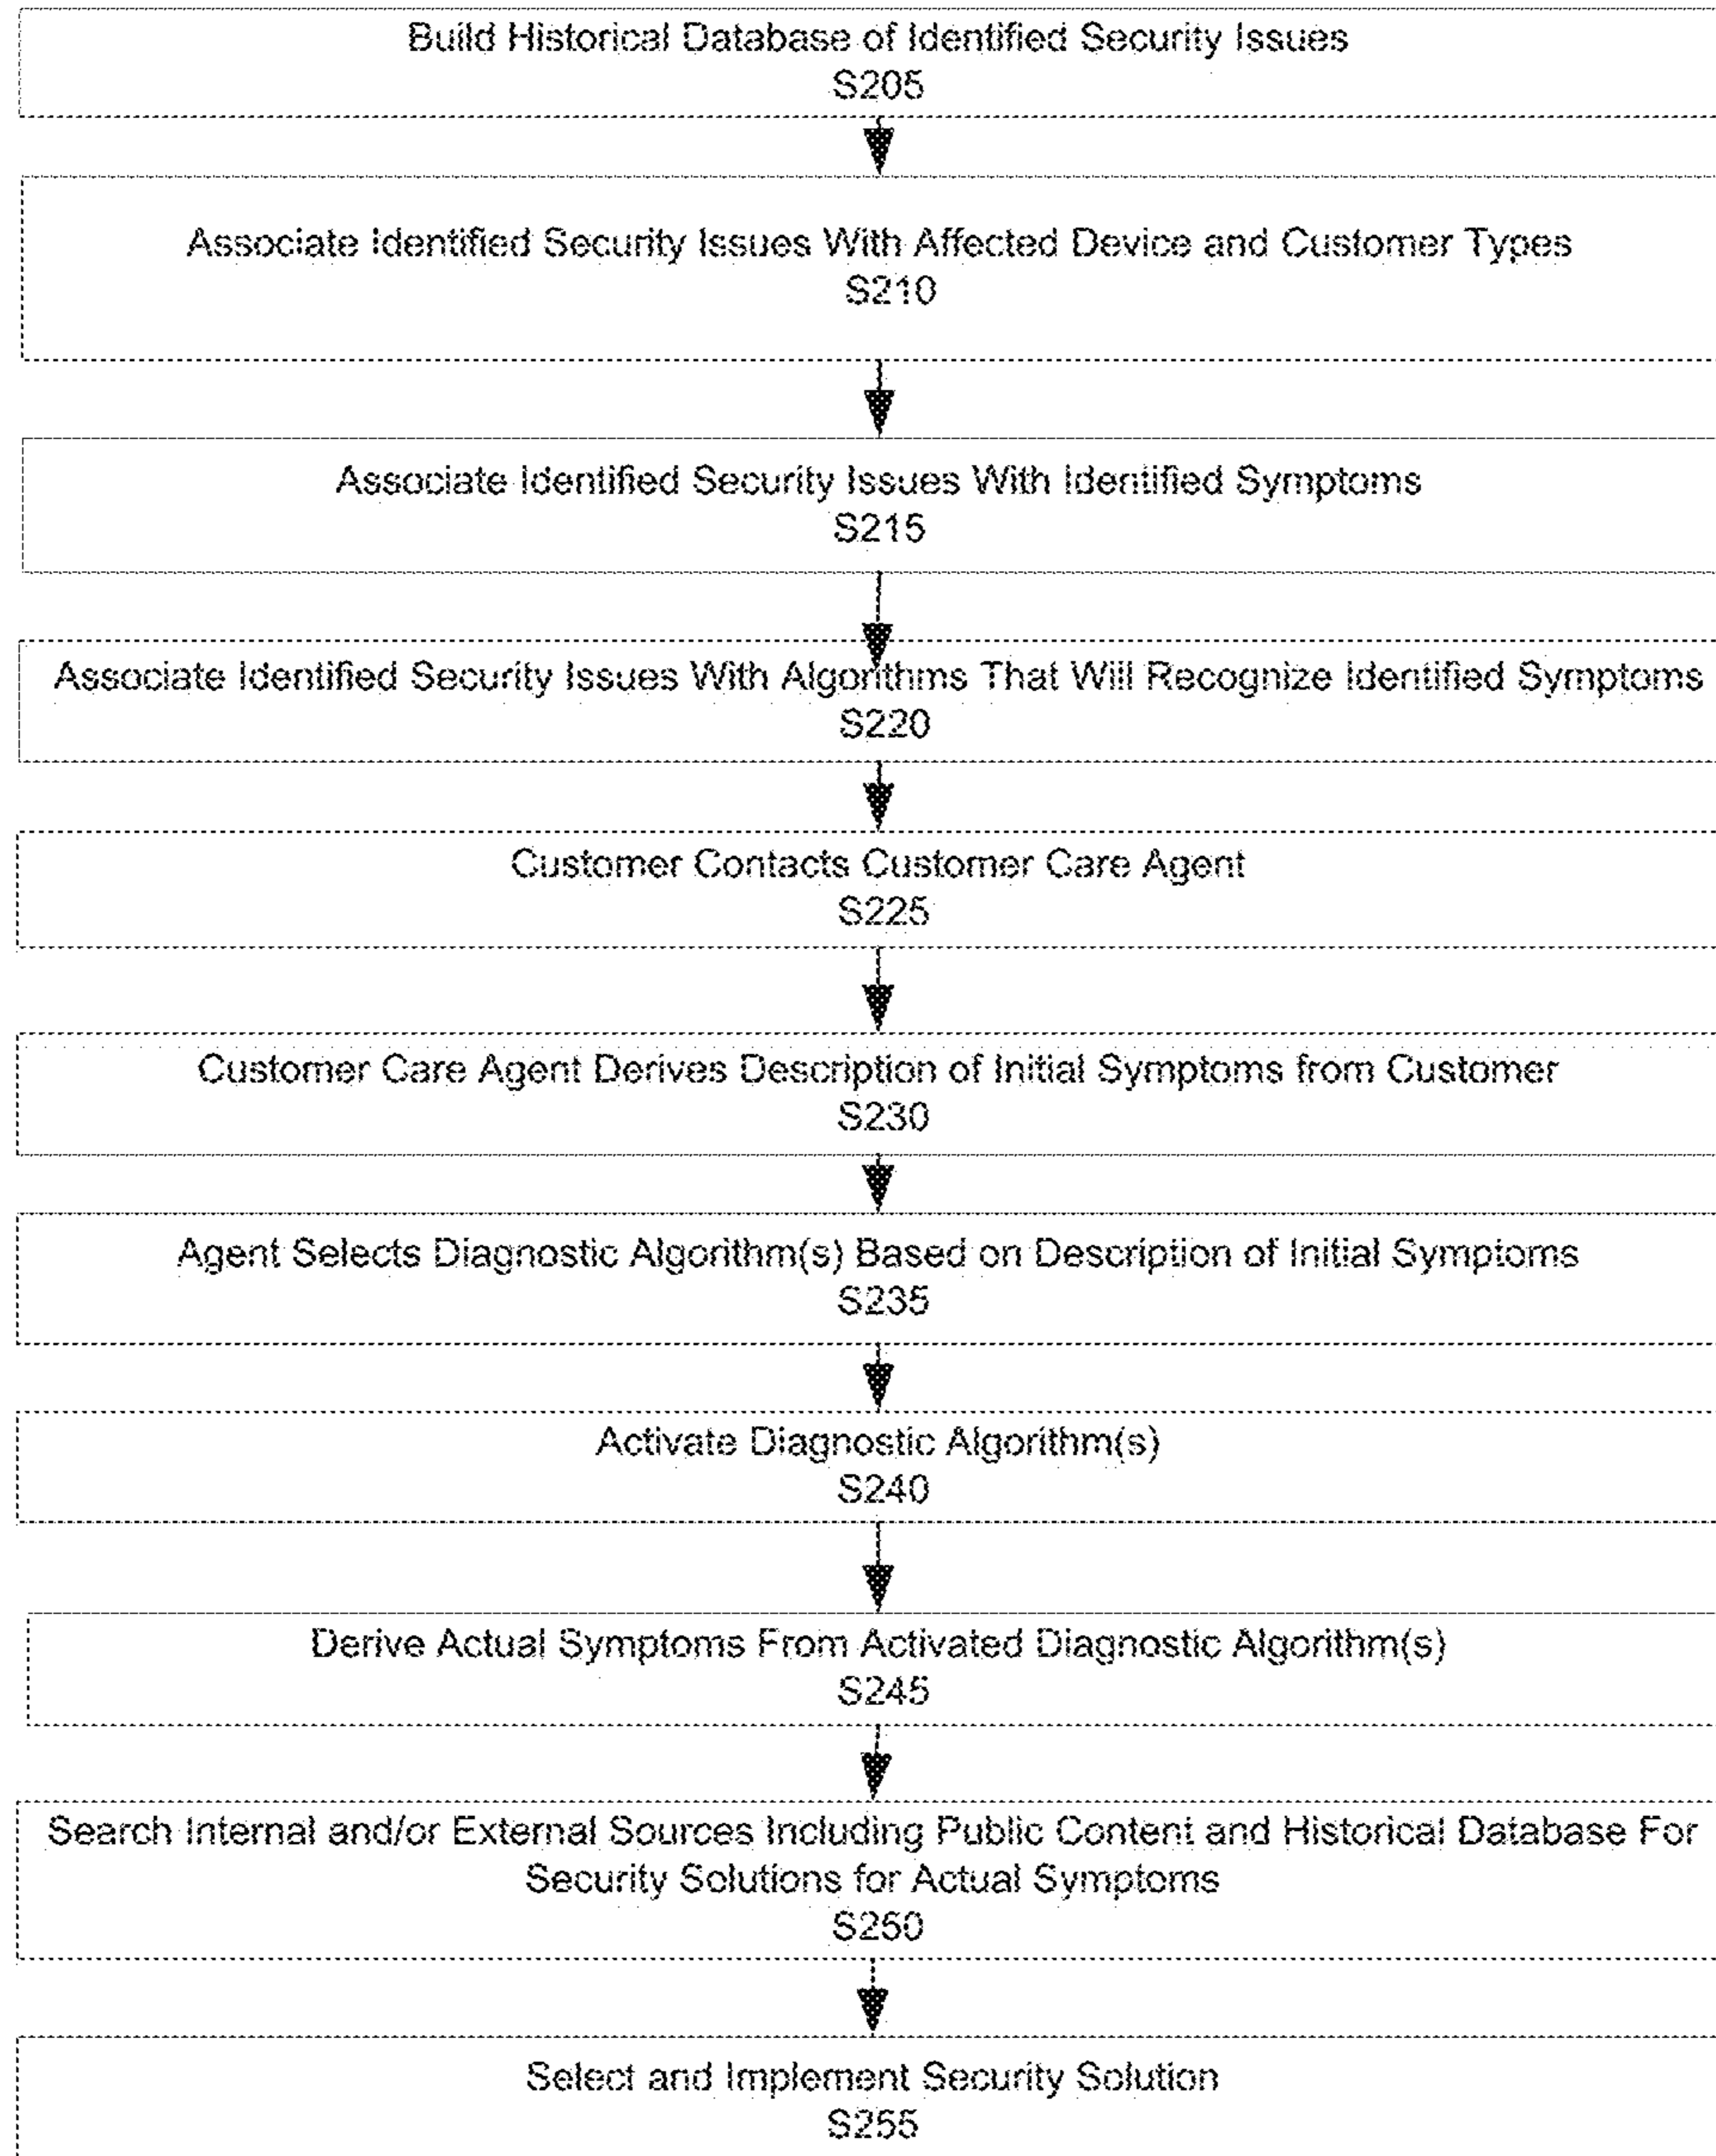 Build Historical Database of Identified Security Issues
S205
Associate Identified Security Issues With Affected Device and Customer Types
S210
Associate Identified Security Issues With Identified Symptoms
S215
Associate Identified Security Issues With Algorithms That Will Recognize Identified Symptoms
S220
Customer Contacts Customer Care Agent
S225
Customer Care Agent Derives Description of Initial Symptoms from Customer
S230
Agent Selects Diagnostic Algorithm(s) Based on Description of Initial Symptoms
S235
Activate Diagnostic Algorithm(s)
S240
Derive Actual Symptoms From Activated Diagnostic Algorithm(s)
S245
Search Internal and/or External Sources Including Public Content and Historical Database For
Security Solutions for Actual Symptoms
S250
Select and Implement Security Solution
S255